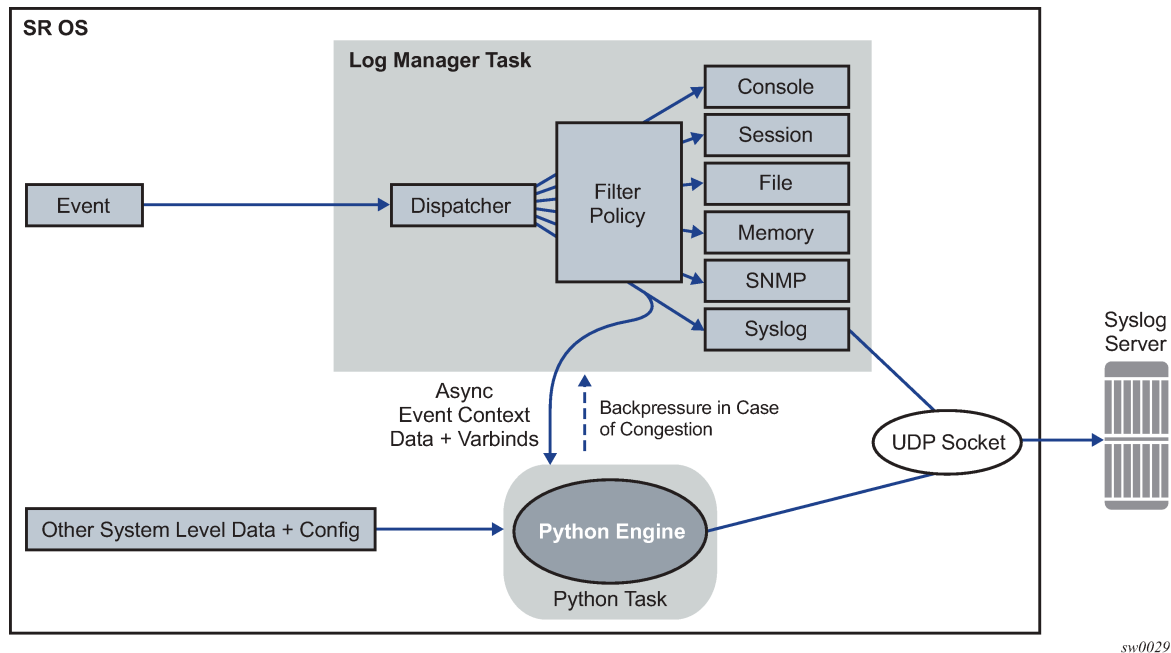 SR OS
Log Manager Task
Console
Session
File
Memory
SNMP
Syslog
Event
Dispatcher
Filter
Policy
Syslog
Server
Async
Event Context
Data + Varbinds
Backpressure in Case
of Congestion
UDP Socket
Other System Level Data + Config
Python Engine
Python Task
sw0029